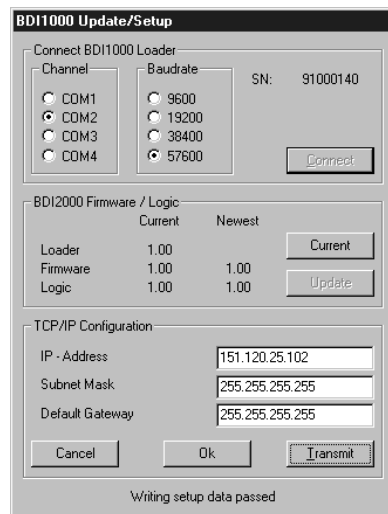 BDI1000 Update/Setup
Connect BDI1000 Loader
Channel Baudrate
SN: 91000140
COM1 9600
COM2 19200
COM3 38400
COM4 57600
Connect
BDI2000 Firmware / Logic
Current Newest
Loader 1.00 Current
Firmware 1.00 1.00
Logic 1.00 1.00 Update
TCP/IP Configuration
IP - Address 151.120.25.102
Subnet Mask 255.255.255.255
Default Gateway 255.255.255.255
Cancel Ok Transmit
Writing setup data passed